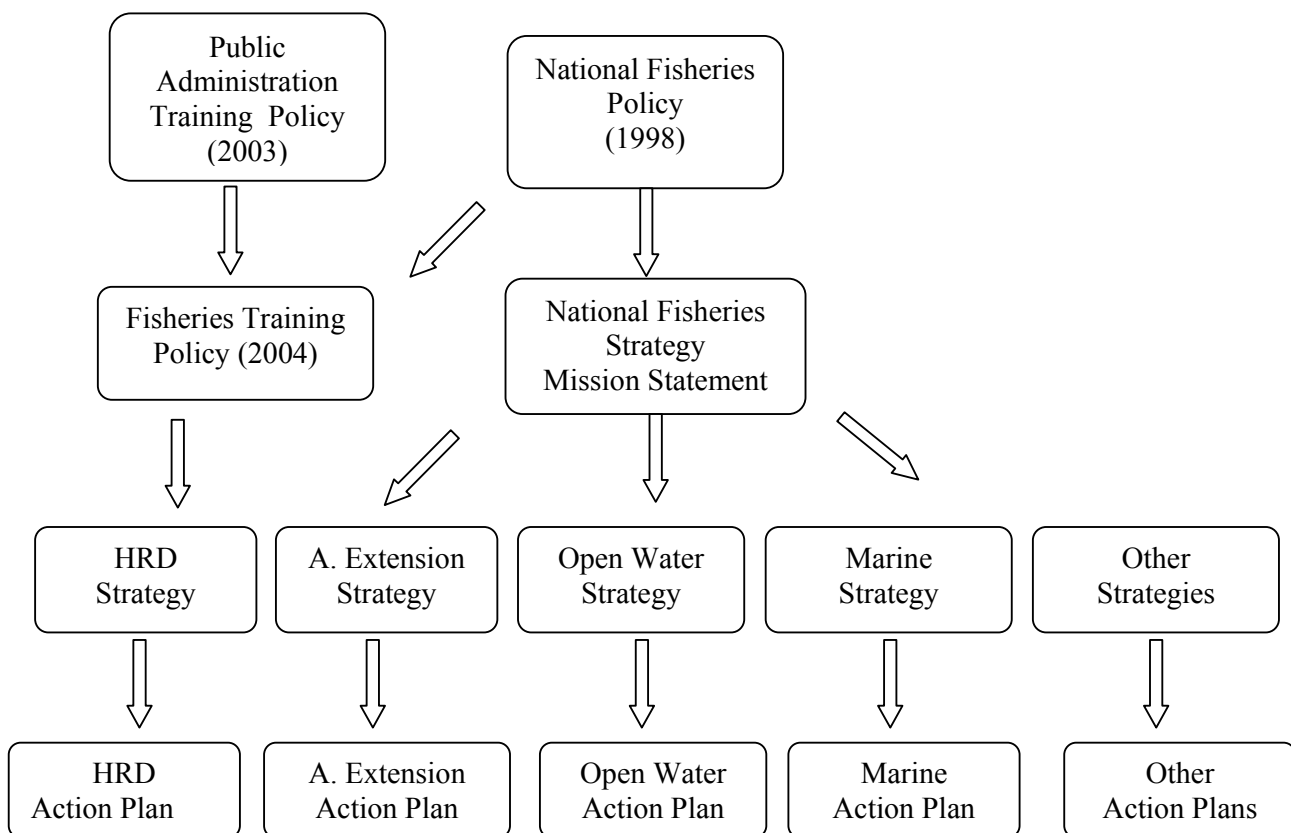 Public
Administration
Training Policy
(2003)
National Fisheries
Policy
(1998)
Fisheries Training
Policy (2004)
National Fisheries
Strategy
Mission Statement
HRD
Strategy
A. Extension
Strategy
Open Water
Strategy
Marine
Strategy
Other
Strategies
HRD
Action Plan
A. Extension
Action Plan
Open Water
Action Plan
Marine
Action Plan
Other
Action Plans